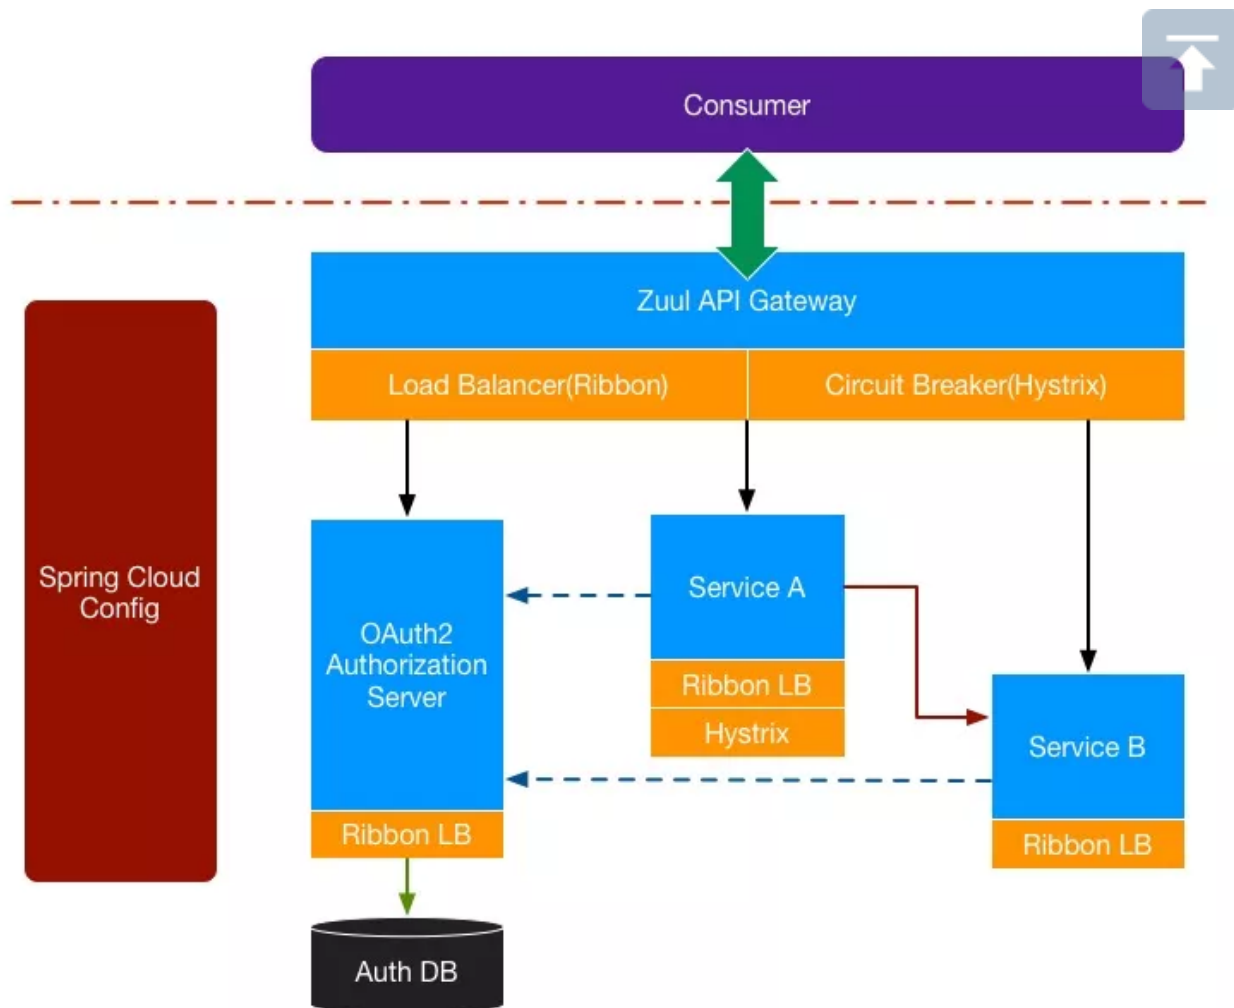 Consumer
Zuul API Gateway
Load Balancer(Ribbon)
Circuit Breaker(Hystrix)
Spring Cloud
Config
OAuth2
Authorization
Server
Ribbon LB
Service A
Ribbon LB
Hystrix
Service B
Ribbon LB
Auth DB